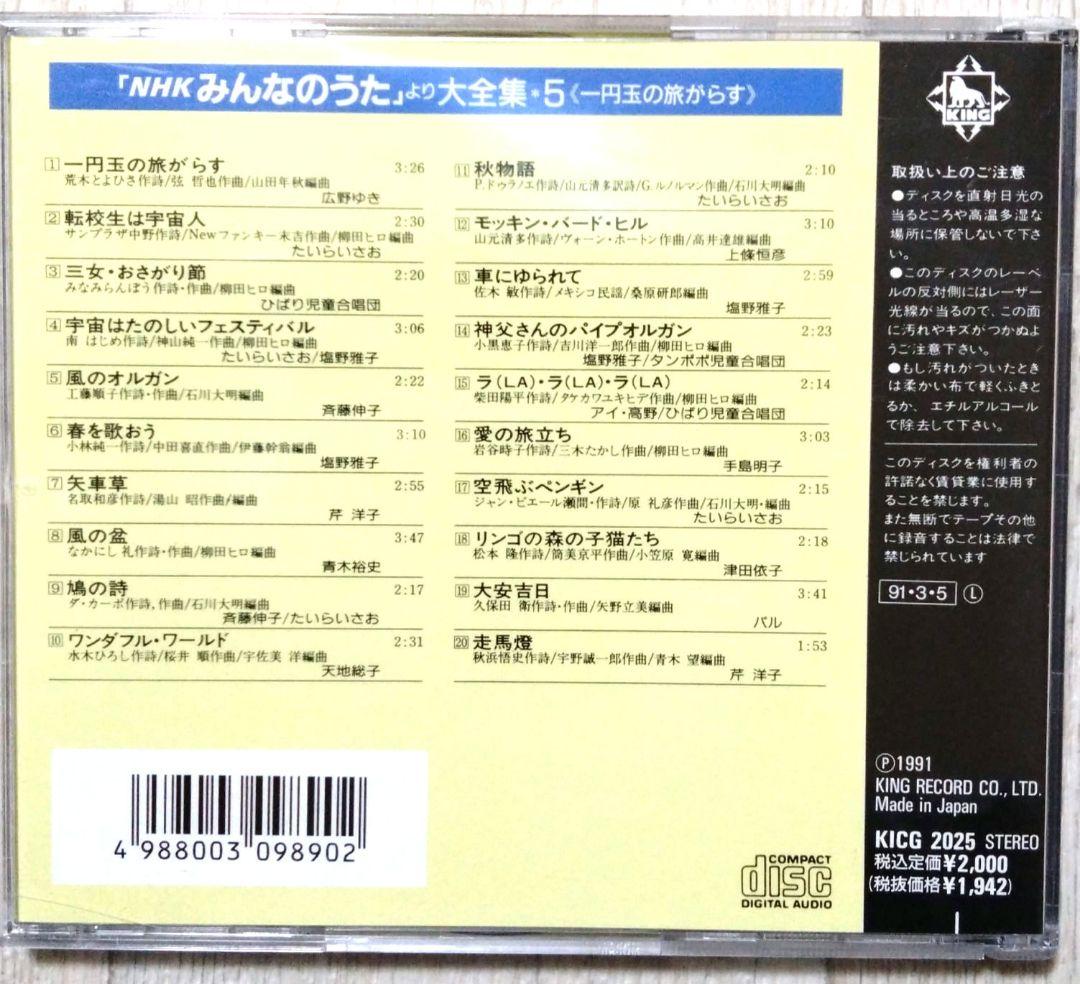 「NHKみんなのうた」より大全集*5《一円玉の旅がらす》
1 一円玉の旅がらす 3:26
荒木とよひさ作詩/弦 哲也作曲/山田年秋編曲
広野ゆき
2 転校生は宇宙人 2:30
サンプラザ中野作詩/Newファンキー末吉作曲/柳田ヒロ編曲
たいらいさお
3 三女・おさがり節 2:20
みなみらんぼう作詩・作曲/柳田ヒロ編曲
ひばり児童合唱団
4 宇宙はたのしいフェスティバル 3:06
南 はじめ作詩/神山純一作曲/柳田ヒロ編曲
たいらいさお/塩野雅子
5 風のオルガン 2:22
工藤順子作詩・作曲/石川大明編曲
斉藤伸子
6 春を歌おう 3:10
小林純一作詩/中田喜直作曲/伊藤幹翁編曲
塩野雅子
7 矢車草 2:55
名取和彦作詩/湯山 昭作曲/編曲
芹 洋子
8 風の盆 3:47
なかにし礼作詩・作曲/柳田ヒロ編曲
青木裕史
9 鳩の詩 2:17
ダ・カーポ作詩,作曲/石川大明編曲
斉藤伸子/たいらいさお
10 ワンダフル・ワールド 2:31
水木ひろし作詩/桜井 順作曲/宇佐美 洋編曲
天地総子
11 秋物語 2:10
P.ドゥラノエ作詩/山元清多訳詩/G.ルノルマン作曲/石川大明編曲
たいらいさお
12 モッキン・バード・ヒル 3:10
山元清多作詩/ヴォーン・ホートン作曲/高井達雄編曲
上條恒彦
13 車にゆられて 2:59
佐木 敏作詩/メキシコ民謡/桑原研郎編曲
塩野雅子
14 神父さんのパイプオルガン 2:23
小黒恵子作詩/吉川洋一郎作曲/柳田ヒロ編曲
塩野雅子/タンポポ児童合唱団
15 ラ(LA)・ラ(LA)・ラ(LA) 2:14
柴田陽平作詩/タケカワユキヒデ作曲/柳田ヒロ編曲
アイ・高野/ひばり児童合唱団
16 愛の旅立ち 3:03
岩谷時子作詩/三木たかし作曲/柳田ヒロ編曲
手島明子
17 空飛ぶペンギン 2:15
ジャン・ピエール瀬間・作詩/原 礼彦作曲/石川大明・編曲
たいらいさお
18 リンゴの森の子猫たち 2:18
松本 隆作詩/筒美京平作曲/小笠原 寛編曲
津田依子
19 大安吉日 3:41
久保田 衛作詩・作曲/矢野立美編曲
バル
20 走馬燈 1:53
秋浜悟史作詩/宇野誠一郎作曲/青木 望編曲
芹 洋子
4 988003 098902
COMPACT
disc
DIGITAL AUDIO
KING
取扱い上のご注意
●ディスクを直射日光の
当るところや高温多湿な
場所に保管しないで下さ
い。
●このディスクのレーベ
ルの反対側にはレーザー
光線が当るので、この面
に汚れやキズがつかぬよ
うご注意下さい。
●もし汚れがついたとき
は柔かい布で軽くふきと
るか、エチルアルコール
で除去して下さい。
このディスクを権利者の
許諾なく賃貸業に使用す
ることを禁じます。
また無断でテープその他
に録音することは法律で
禁じられています
91・3・5 Ⓛ
Ⓟ1991
KING RECORD CO., LTD.
Made in Japan
KICG 2025 STEREO
税込定価¥2,000
(税抜価格¥1,942)